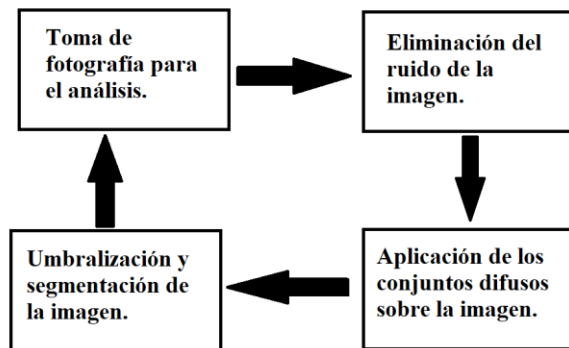 Toma de
fotografía para
el análisis.
Eliminación del
ruido de la
imagen.
Aplicación de los
conjuntos difusos
sobre la imagen.
Umbralización y
segmentación de
la imagen.